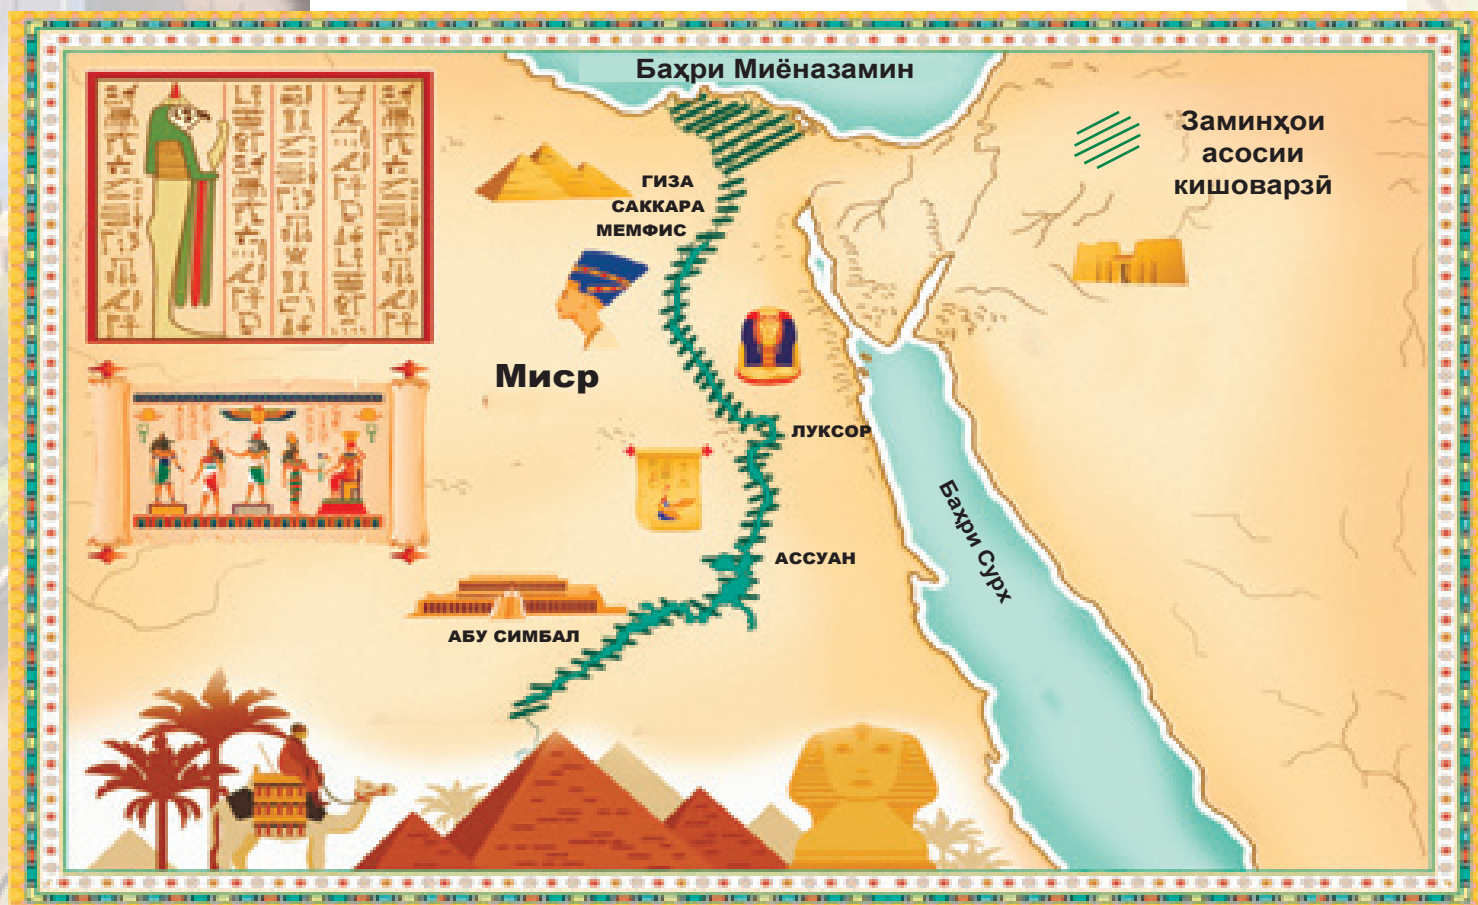 Баҳри Миёназамин
Заминҳои
асосии
кишоварзӣ
ГИЗА
САККАРА
МЕМФИС
Миср
ЛУКСОР
Баҳри Сурх
АССУАН
АБУ СИМБАЛ